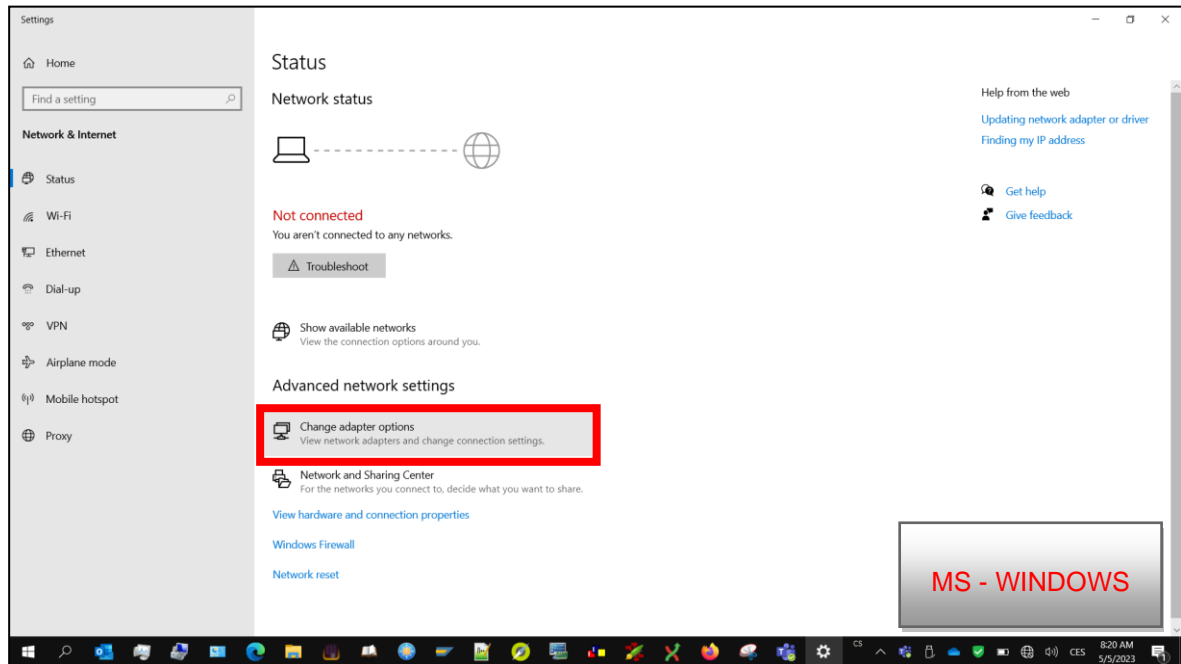 Settings
Home
Find a setting
Network & Internet
Status
Wi-Fi
Ethernet
Dial-up
VPN
Airplane mode
Mobile hotspot
Proxy
Status
Network status
Not connected
You aren't connected to any networks.
Troubleshoot
Show available networks
View the connection options around you.
Advanced network settings
Change adapter options
View network adapters and change connection settings.
Network and Sharing Center
For the networks you connect to, decide what you want to share.
View hardware and connection properties
Windows Firewall
Network reset
Help from the web
Updating network adapter or driver
Finding my IP address
Get help
Give feedback
MS - WINDOWS
CS
CES
8:20 AM
5/5/2023